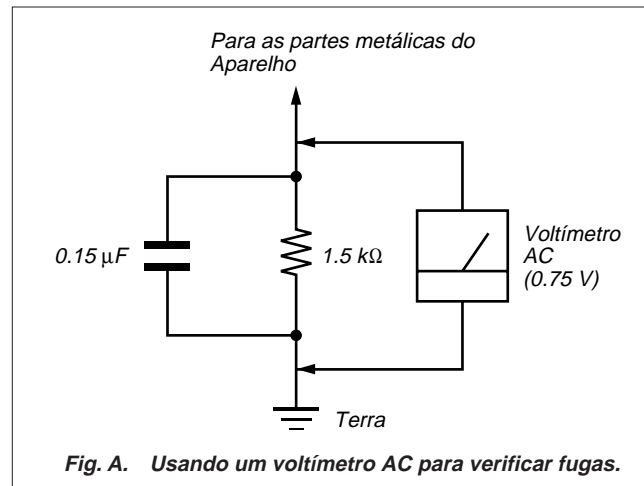 Para as partes metálicas do
Aparelho
0.15 μF
1.5 kΩ
Voltímetro
AC
(0.75 V)
Terra
Fig. A. Usando um voltímetro AC para verificar fugas.